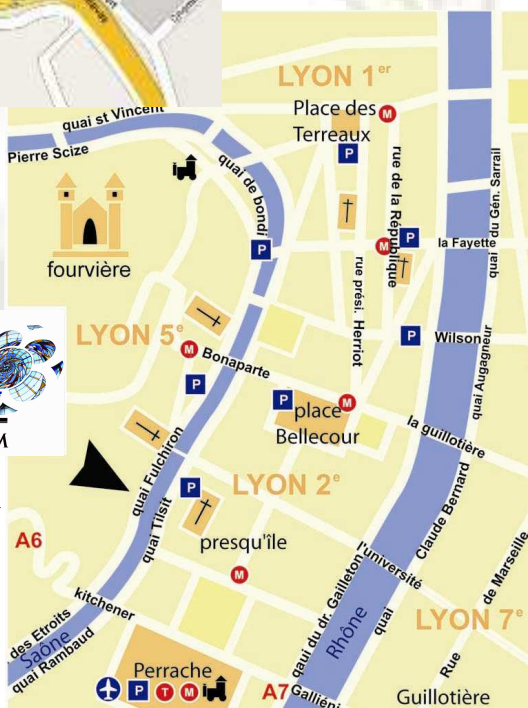 LYON 1er
Place des
Terreaux
M
P
quai st Vincent
Pierre Scize
quai de bondi
rue de la République
quai du Gén. Sarrail
fourvière
P
M
P
la Fayette
rue prési. Herriot
LYON 5e
M
Bonaparte
P
Wilson
quai Augagneur
P
P
place
Bellecour
M
la guillotière
quai Fulchiron
quai Tilsit
P
LYON 2e
presqu'île
M
Claude Bernard
l'université
de Marseille
A6
kitchener
qaui du dr. Gailleton
Rhône
quai
LYON 7e
Rue
des Etroits
Saône
quai Rambaud
Perrache
P
T
M
A7
Galliéni
Guillotière
M